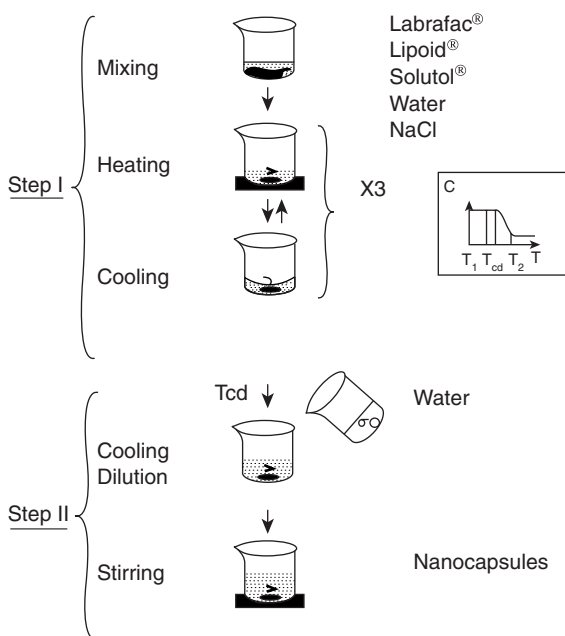 Mixing
Labrafac®
Lipoid®
Solutol®
Water
NaCl
Step I
Heating
X3
Cooling
C
T1 Tcd T2 T
Tcd
Water
Cooling
Dilution
Step II
Stirring
Nanocapsules